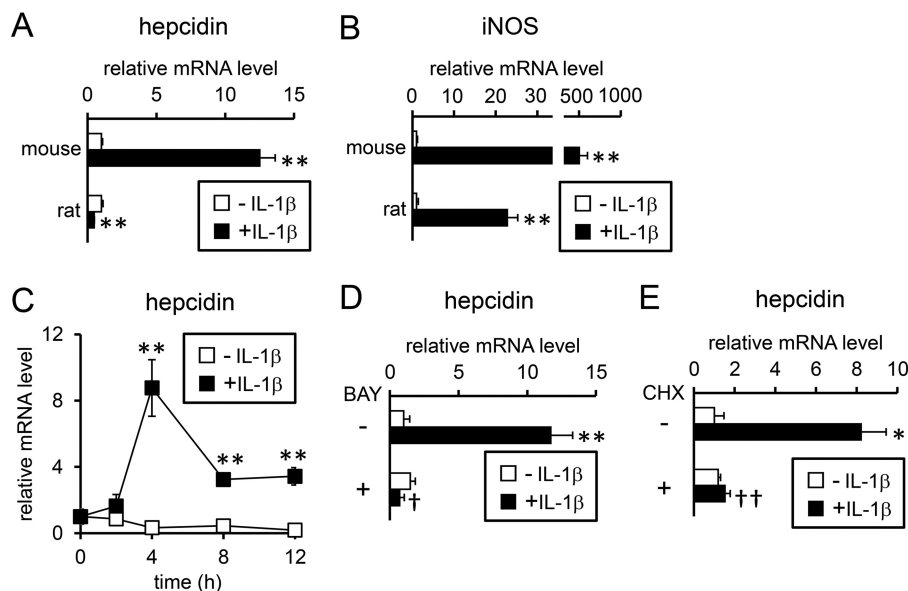 A
hepcidin
relative mRNA level
0 5 10 15
mouse
rat
- IL-1β
+IL-1β
**
**
B
iNOS
relative mRNA level
0 10 20 30 500 1000
mouse
rat
- IL-1β
+IL-1β
**
**
C
hepcidin
relative mRNA level
12
8
4
0
0 4 8 12
time (h)
- IL-1β
+IL-1β
**
**
**
D
hepcidin
relative mRNA level
0 5 10 15
BAY
-
+
**
†
- IL-1β
+IL-1β
E
hepcidin
relative mRNA level
0 2 4 6 8 10
CHX
-
+
*
††
- IL-1β
+IL-1β